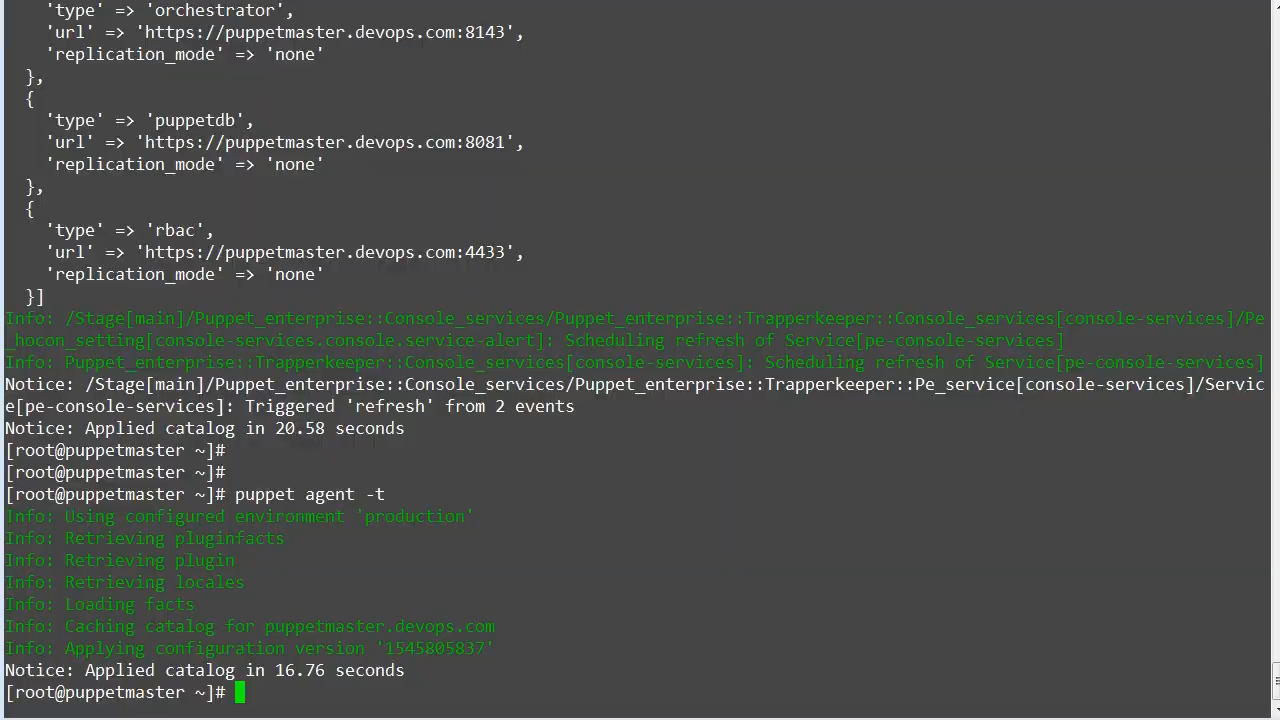 'type' => 'orchestrator',
    'url' => 'https://puppetmaster.devops.com:8143',
    'replication_mode' => 'none'
  },
  {
    'type' => 'puppetdb',
    'url' => 'https://puppetmaster.devops.com:8081',
    'replication_mode' => 'none'
  },
  {
    'type' => 'rbac',
    'url' => 'https://puppetmaster.devops.com:4433',
    'replication_mode' => 'none'
  }]
Info: /Stage[main]/Puppet_enterprise::Console_services/Puppet_enterprise::Trapperkeeper::Console_services[console-services]/Pe
_hocon_setting[console-services.console.service-alert]: Scheduling refresh of Service[pe-console-services]
Info: Puppet_enterprise::Trapperkeeper::Console_services[console-services]: Scheduling refresh of Service[pe-console-services]
Notice: /Stage[main]/Puppet_enterprise::Console_services/Puppet_enterprise::Trapperkeeper::Pe_service[console-services]/Servic
e[pe-console-services]: Triggered 'refresh' from 2 events
Notice: Applied catalog in 20.58 seconds
[root@puppetmaster ~]#
[root@puppetmaster ~]#
[root@puppetmaster ~]# puppet agent -t
Info: Using configured environment 'production'
Info: Retrieving pluginfacts
Info: Retrieving plugin
Info: Retrieving locales
Info: Loading facts
Info: Caching catalog for puppetmaster.devops.com
Info: Applying configuration version '1545805837'
Notice: Applied catalog in 16.76 seconds
[root@puppetmaster ~]#